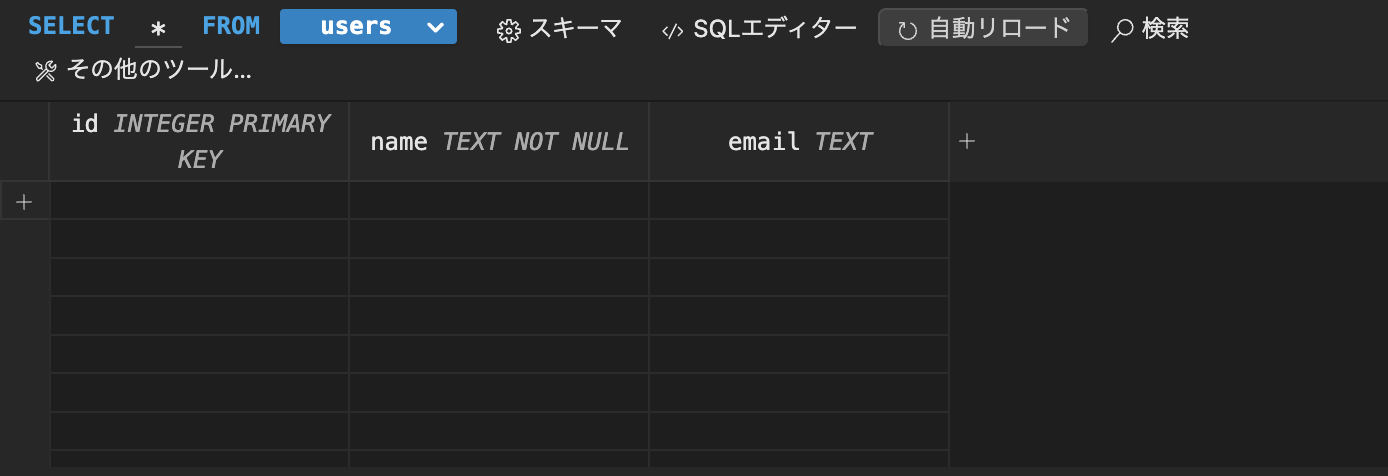 SELECT * FROM users スキーマ </> SQLエディター 自動リロード 検索
その他のツール...
id INTEGER PRIMARY KEY
name TEXT NOT NULL
email TEXT
+
+